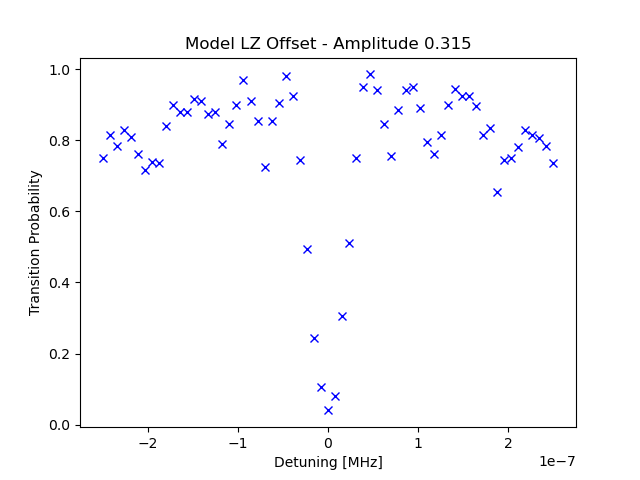 Model LZ Offset - Amplitude 0.315
Transition Probability
1.0
0.8
0.6
0.4
0.2
0.0
−2 −1 0 1 2
1e−7
Detuning [MHz]